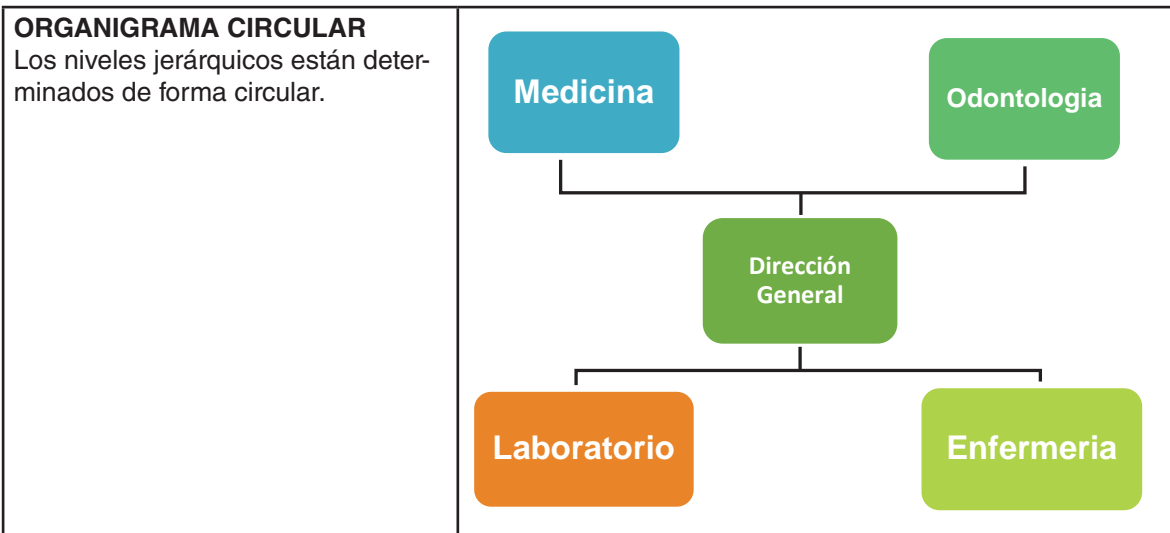 ORGANIGRAMA CIRCULAR
Los niveles jerárquicos están deter-
minados de forma circular.
Medicina
Odontologia
Dirección
General
Laboratorio
Enfermeria